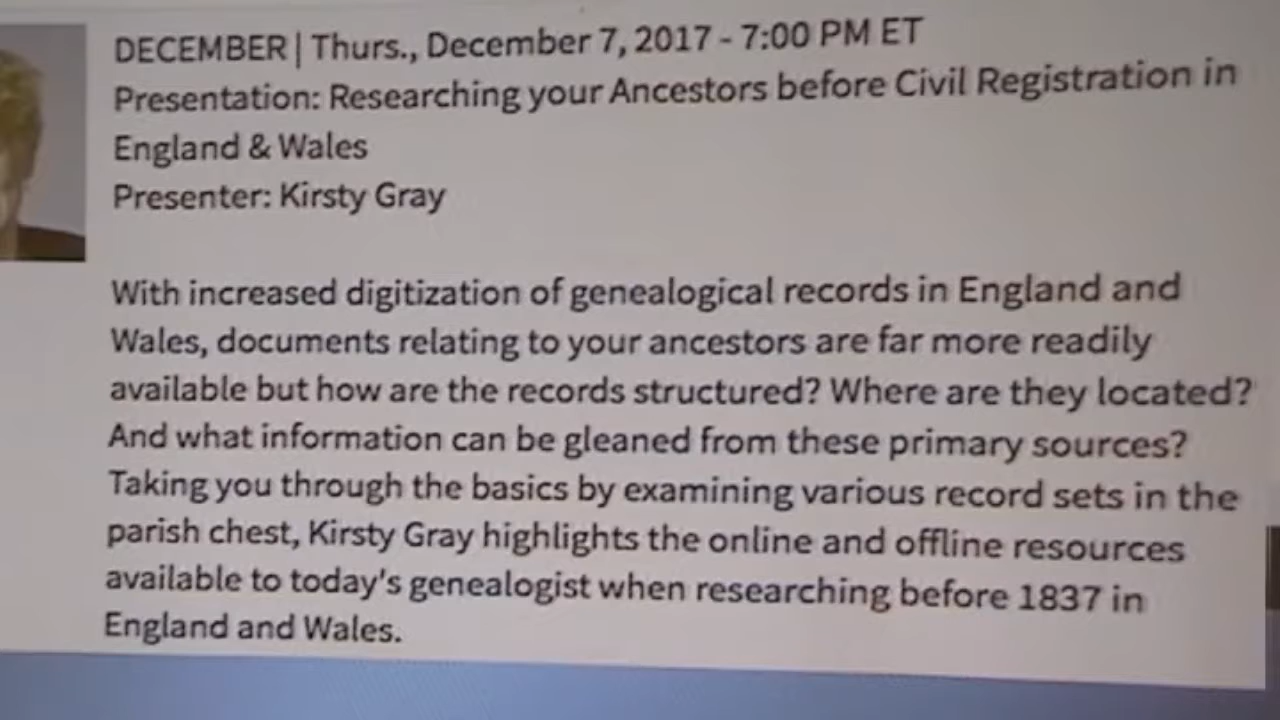 DECEMBER | Thurs., December 7, 2017 - 7:00 PM ET
Presentation: Researching your Ancestors before Civil Registration in
England & Wales
Presenter: Kirsty Gray
With increased digitization of genealogical records in England and
Wales, documents relating to your ancestors are far more readily
available but how are the records structured? Where are they located?
And what information can be gleaned from these primary sources?
Taking you through the basics by examining various record sets in the
parish chest, Kirsty Gray highlights the online and offline resources
available to today's genealogist when researching before 1837 in
England and Wales.